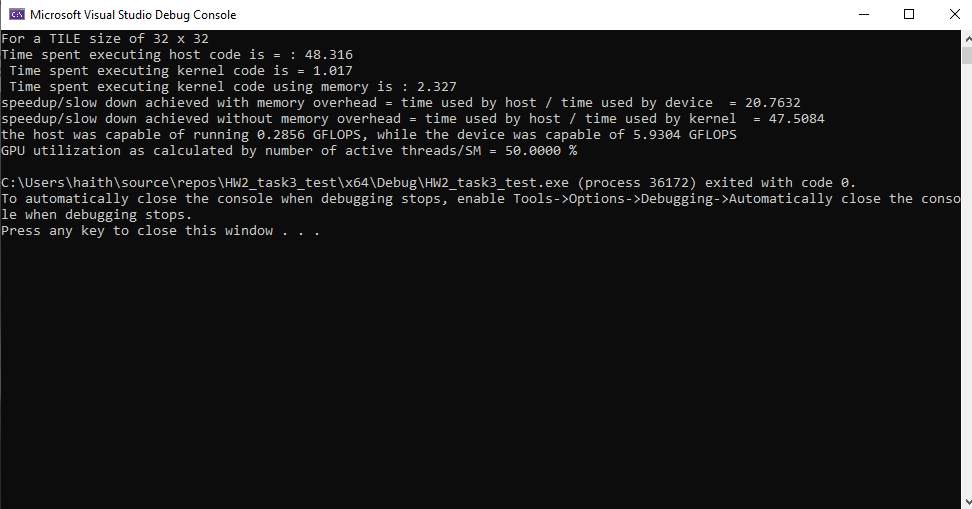 Microsoft Visual Studio Debug Console
For a TILE size of 32 x 32
Time spent executing host code is = : 48.316
 Time spent executing kernel code is = 1.017
 Time spent executing kernel code using memory is : 2.327
speedup/slow down achieved with memory overhead = time used by host / time used by device  = 20.7632
speedup/slow down achieved without memory overhead = time used by host / time used by kernel  = 47.5084
the host was capable of running 0.2856 GFLOPS, while the device was capable of 5.9304 GFLOPS
GPU utilization as calculated by number of active threads/SM = 50.0000 %
C:\Users\haith\source\repos\HW2_task3_test\x64\Debug\HW2_task3_test.exe (process 36172) exited with code 0.
To automatically close the console when debugging stops, enable Tools->Options->Debugging->Automatically close the conso
le when debugging stops.
Press any key to close this window . . .